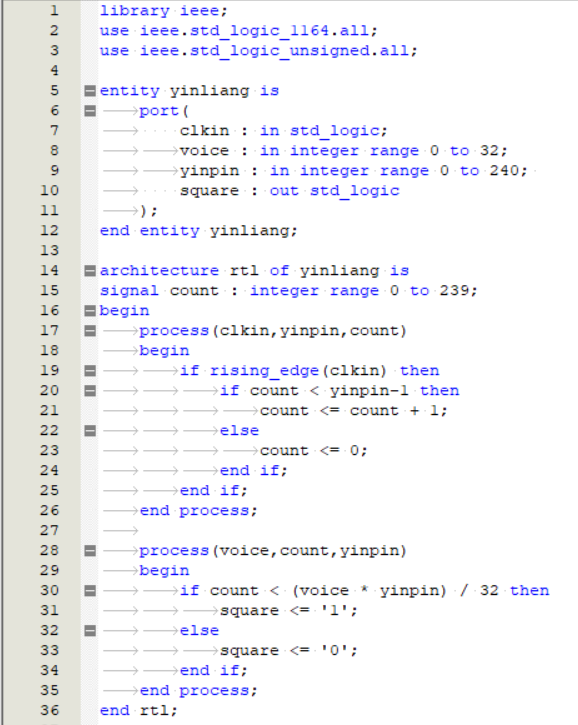 1 library ieee;
2 use ieee.std_logic_1164.all;
3 use ieee.std_logic_unsigned.all;
4
5 entity yinliang is
6 port(
7 clkin : in std_logic;
8 voice : in integer range 0 to 32;
9 yinpin : in integer range 0 to 240;
10 square : out std_logic
11 );
12 end entity yinliang;
13
14 architecture rtl of yinliang is
15 signal count : integer range 0 to 239;
16 begin
17 process(clkin,yinpin,count)
18 begin
19 if rising_edge(clkin) then
20 if count < yinpin-1 then
21 count <= count + 1;
22 else
23 count <= 0;
24 end if;
25 end if;
26 end process;
27
28 process(voice,count,yinpin)
29 begin
30 if count < (voice * yinpin) / 32 then
31 square <= '1';
32 else
33 square <= '0';
34 end if;
35 end process;
36 end rtl;